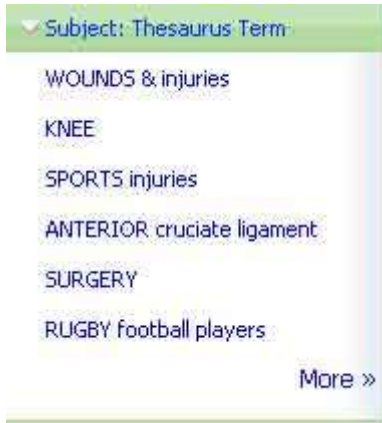 Subject: Thesaurus Term
WOUNDS & injuries
KNEE
SPORTS injuries
ANTERIOR cruciate ligament
SURGERY
RUGBY football players
More »